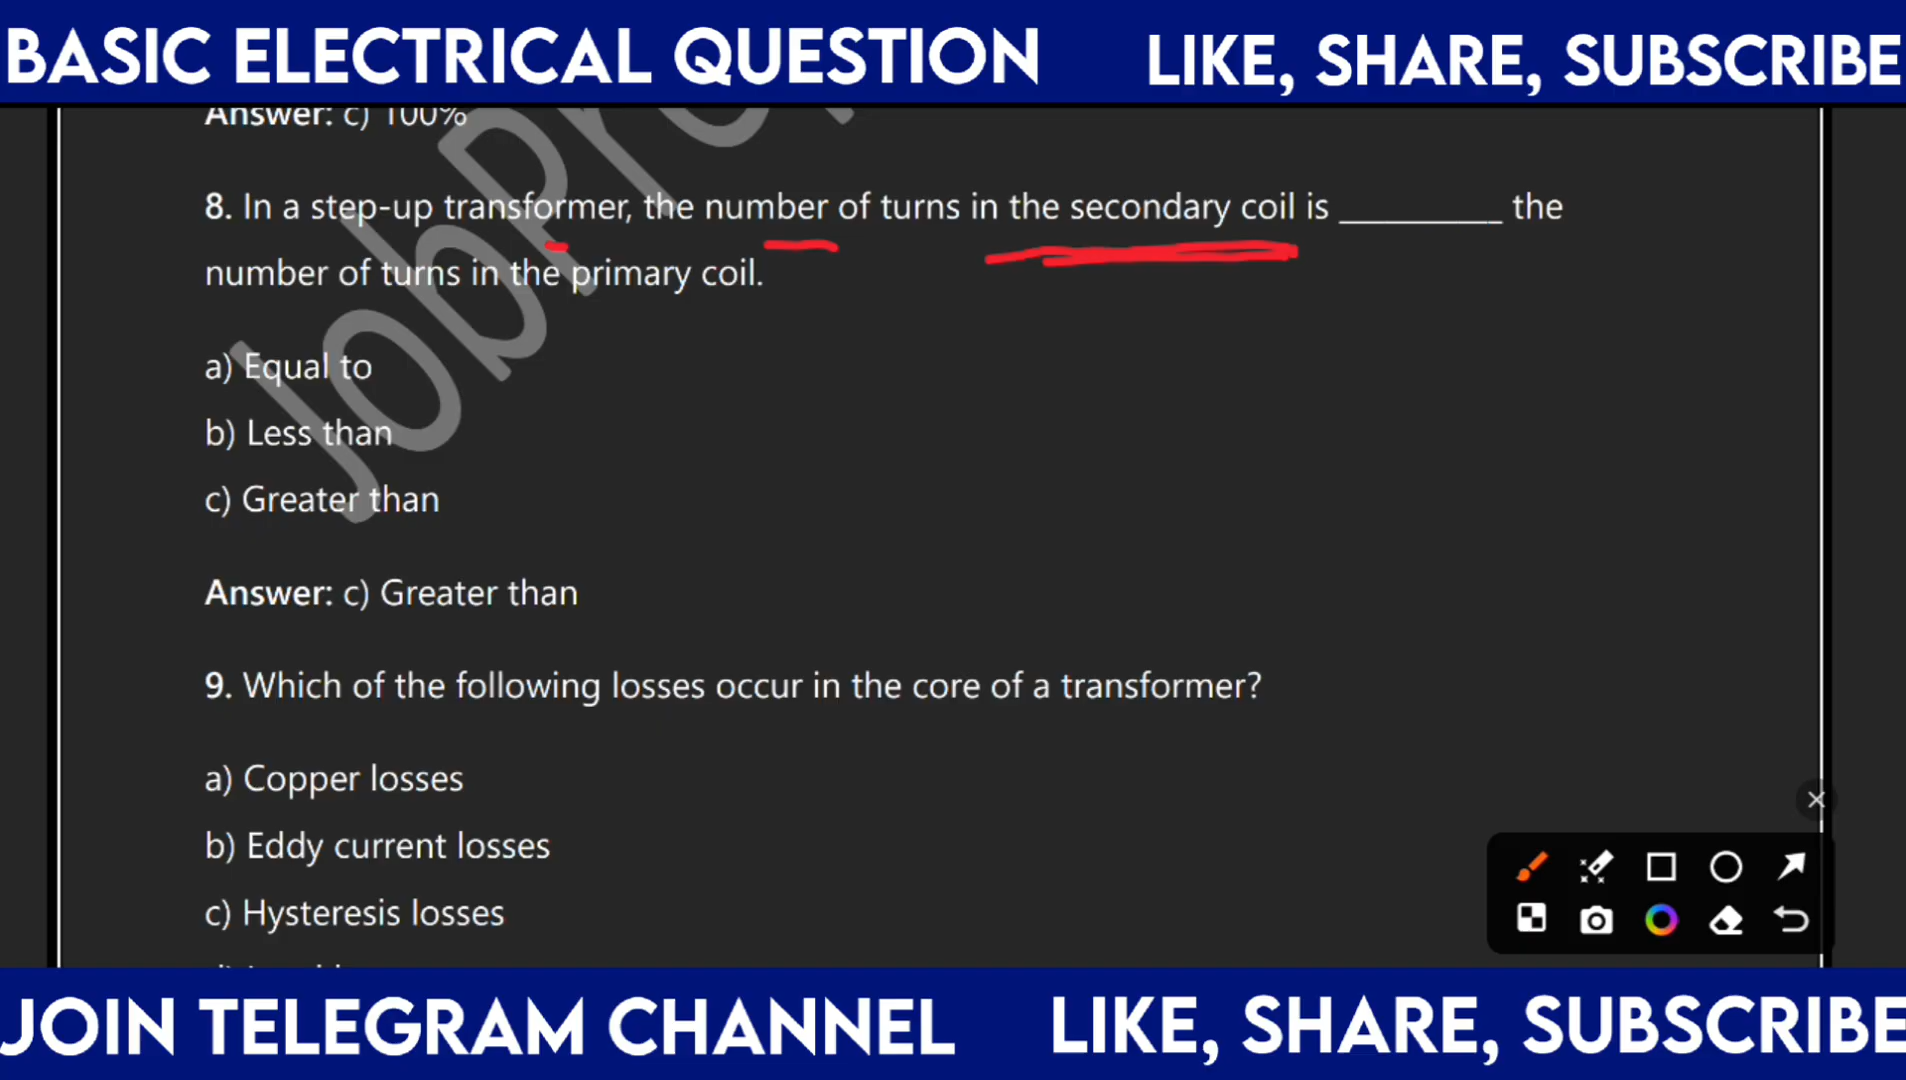 BASIC ELECTRICAL QUESTION LIKE, SHARE, SUBSCRIBE
Answer: c) 100%
8. In a step-up transformer, the number of turns in the secondary coil is _________ the
number of turns in the primary coil.
a) Equal to
b) Less than
c) Greater than
Answer: c) Greater than
9. Which of the following losses occur in the core of a transformer?
a) Copper losses
b) Eddy current losses
c) Hysteresis losses
JOIN TELEGRAM CHANNEL LIKE, SHARE, SUBSCRIBE